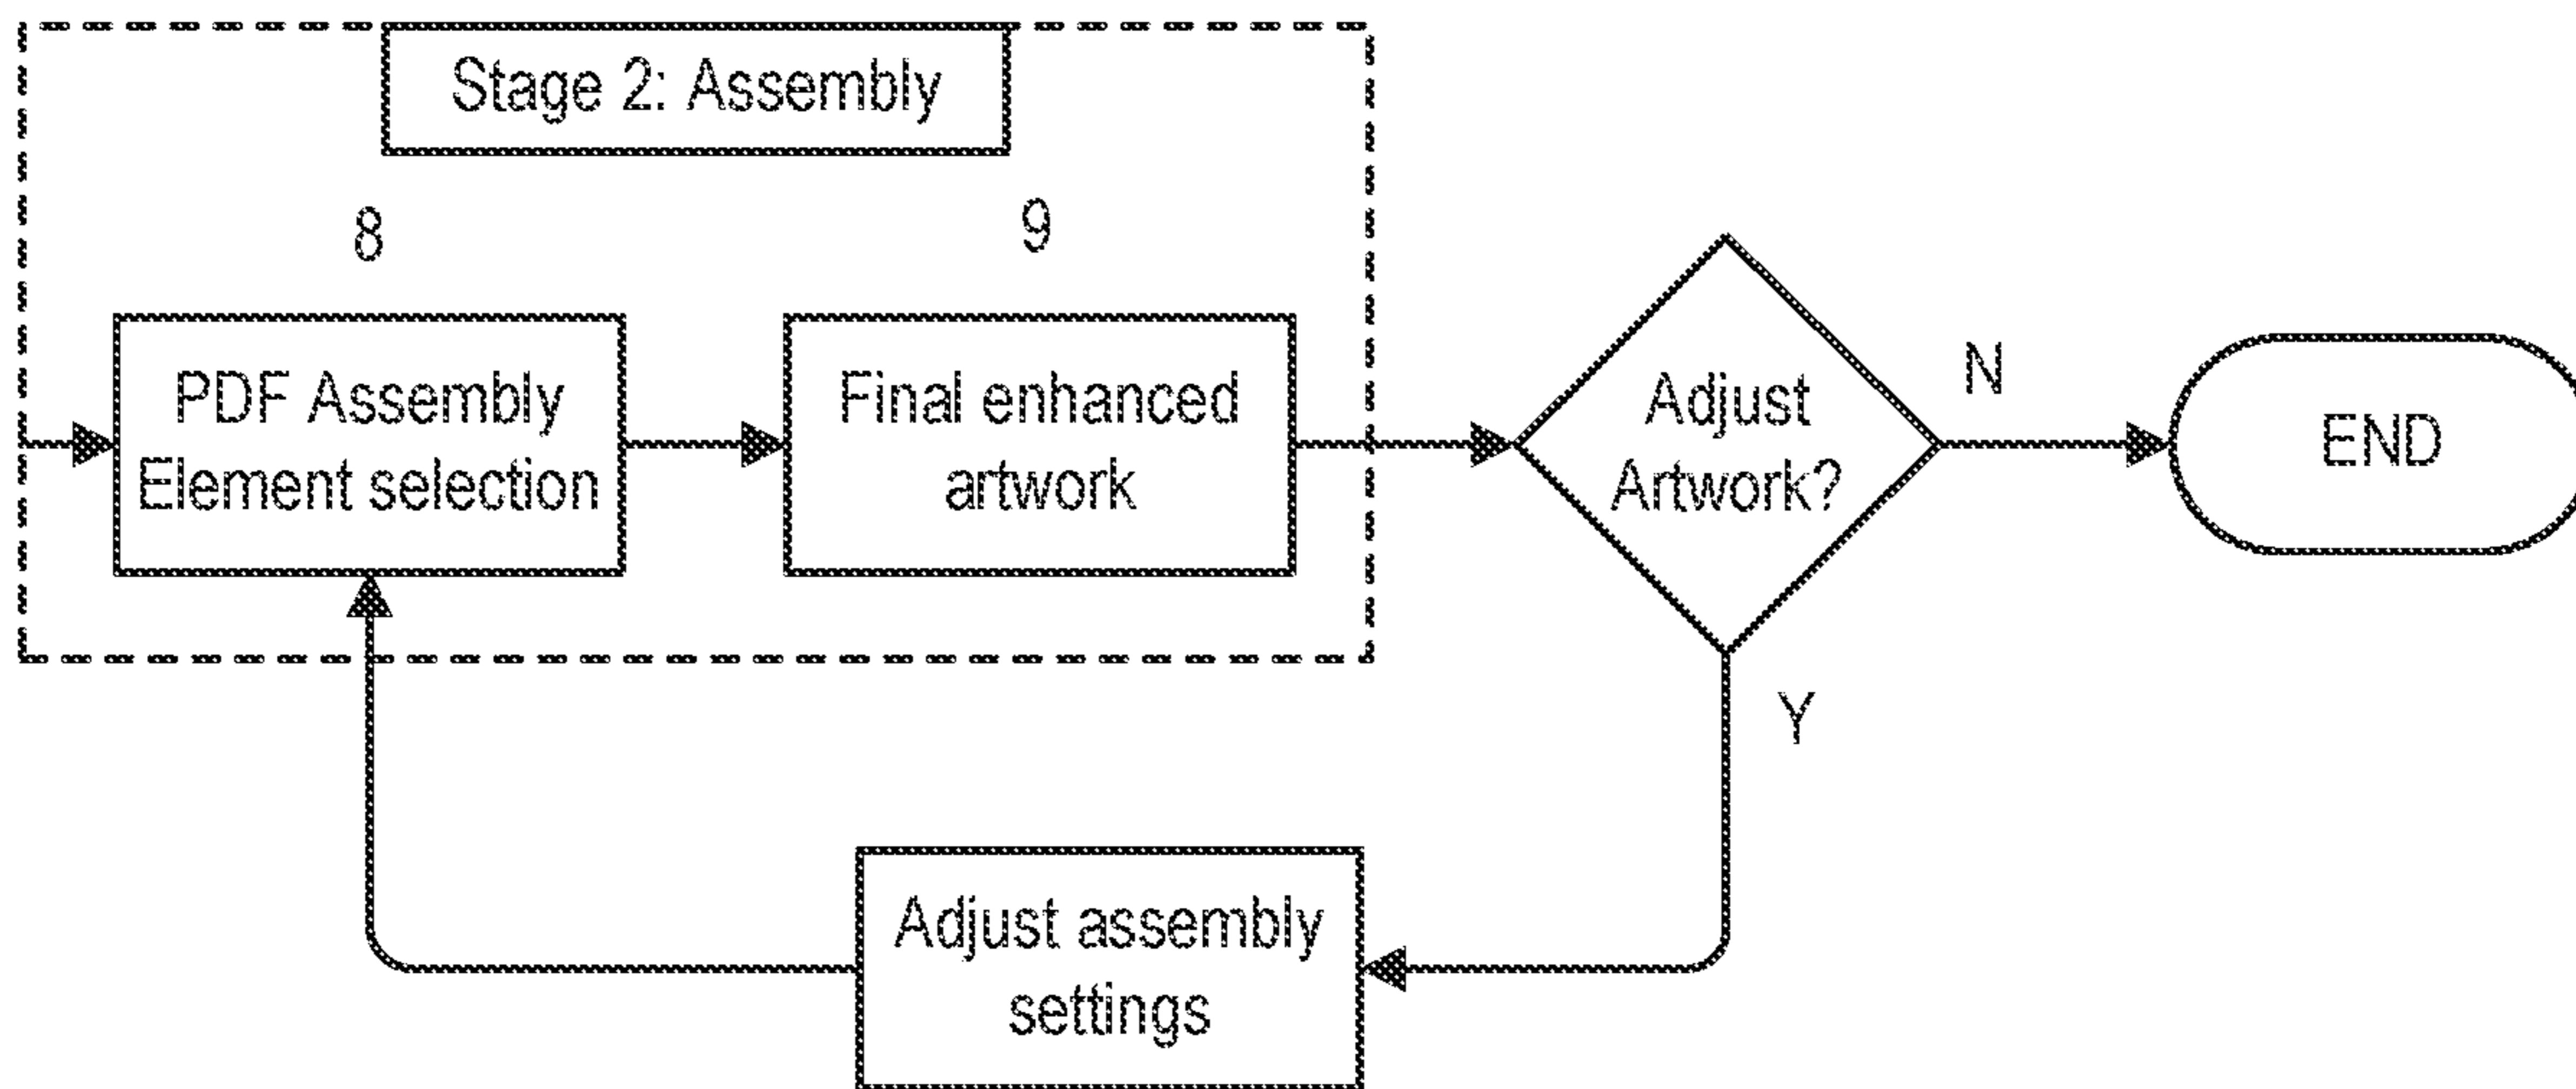 Stage 2: Assembly
8
9
PDF Assembly
Element selection
Final enhanced
artwork
Adjust
Artwork?
N
END
Y
Adjust assembly
settings